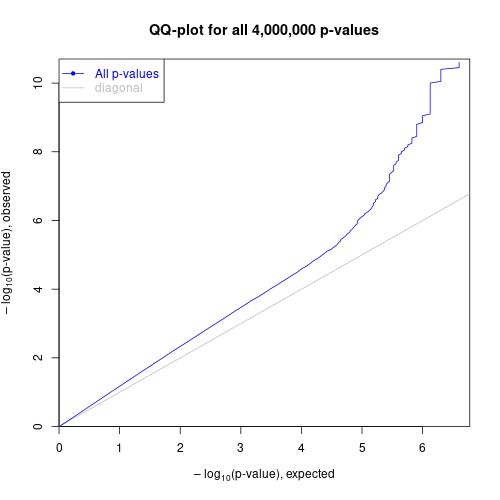 QQ-plot for all 4,000,000 p-values
All p-values
diagonal
− log10(p-value), observed
10
8
6
4
2
0
0 1 2 3 4 5 6
− log10(p-value), expected